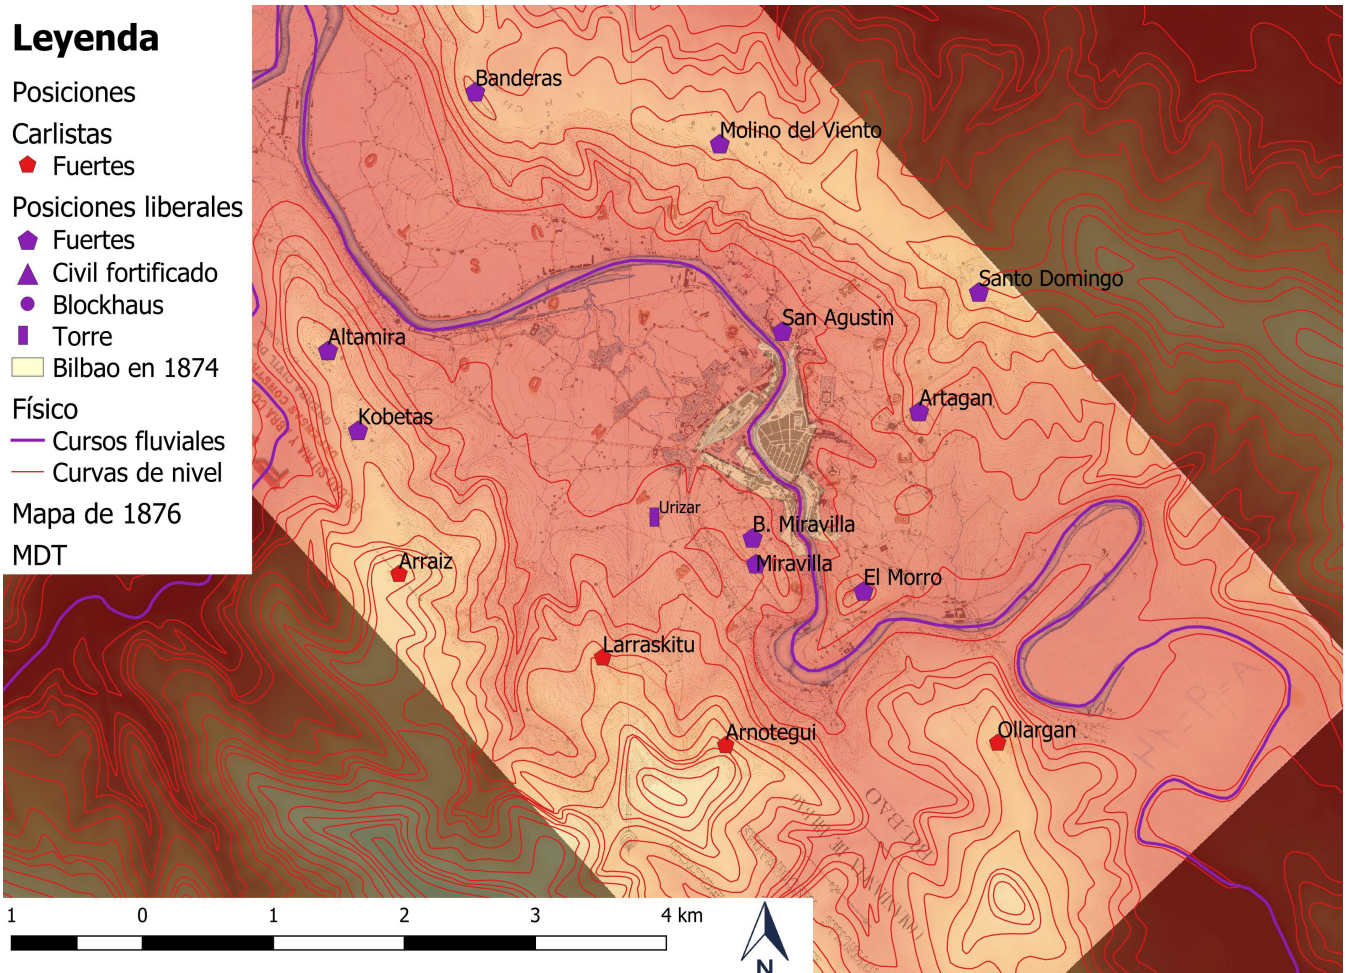 Leyenda
Posiciones
Carlistas
Fuertes
Posiciones liberales
Fuertes
Civil fortificado
Blockhaus
Torre
Bilbao en 1874
Físico
Cursos fluviales
Curvas de nivel
Mapa de 1876
MDT
Banderas
Molino del Viento
Santo Domingo
San Agustin
Altamira
Artagan
Kobetas
Urizar
B. Miravilla
Arraiz
Miravilla
El Morro
Larraskitu
Arnotegui
Ollargan
1 0 1 2 3 4 km
N